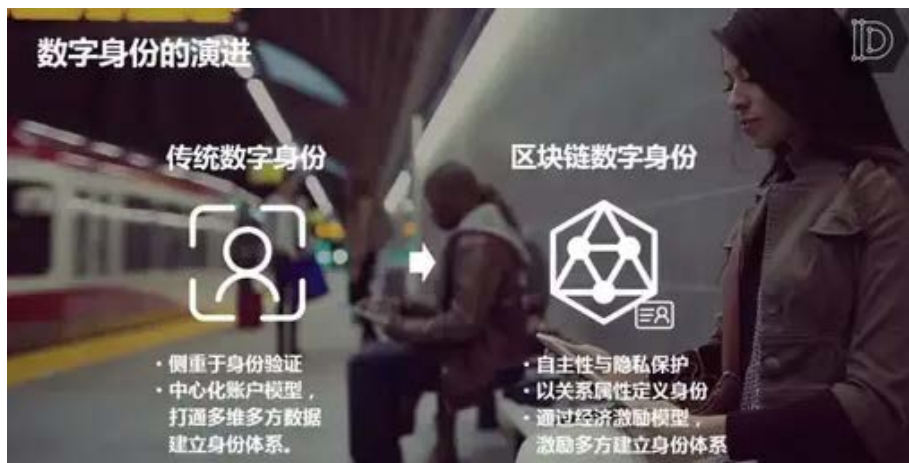 数字身份的演进
传统数字身份
区块链数字身份
· 侧重于身份验证
· 中心化账户模型，
打通多维多方数据
建立身份体系。
· 自主性与隐私保护
· 以关系属性定义身份
· 通过经济激励模型，
激励多方建立身份体系
ID